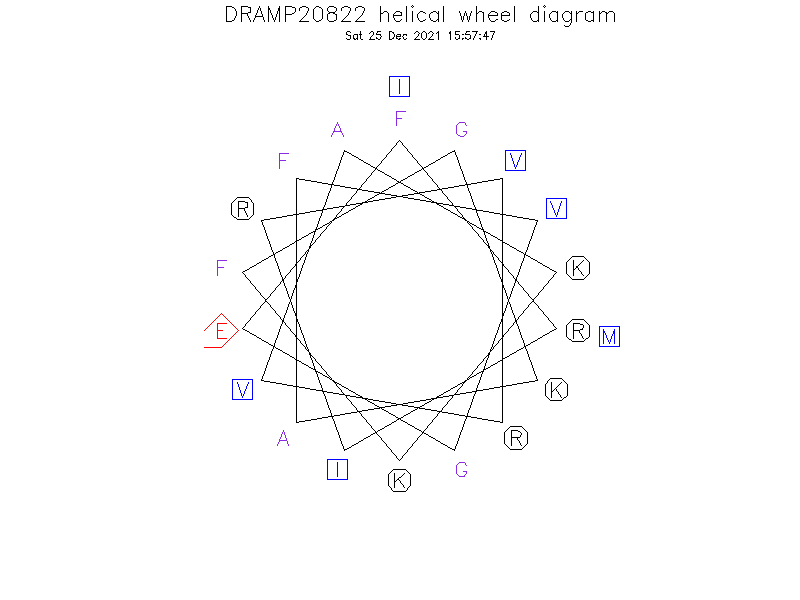 DRAMP20822 helical wheel diagram
Sat 25 Dec 2021 15:57:47
I
A F G
F V
R V
F K
E R M
V K
A R
I K G